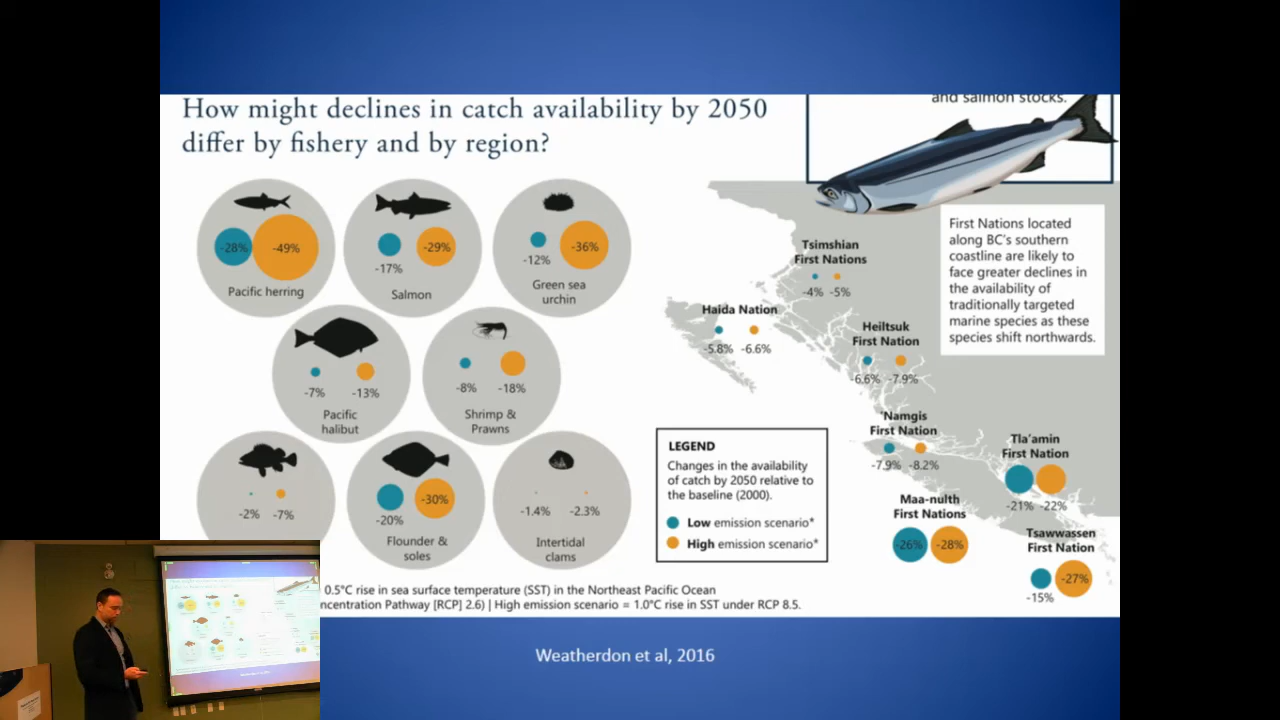 How might declines in catch availability by 2050
differ by fishery and by region?
and salmon stocks.
-28%
-49%
Pacific herring
-17%
-29%
Salmon
-12%
-36%
Green sea
urchin
-7%
-13%
Pacific
halibut
-8%
-18%
Shrimp &
Prawns
-2%
-7%
-20%
-30%
Flounder &
soles
-1.4%
-2.3%
Intertidal
clams
First Nations located
along BC's southern
coastline are likely to
face greater declines in
the availability of
traditionally targeted
marine species as these
species shift northwards.
Tsimshian
First Nations
-4% -5%
Haida Nation
-5.8% -6.6%
Heiltsuk
First Nation
-6.6% -7.9%
'Namgis
First Nation
-7.9% -8.2%
Tla'amin
First Nation
-21% -22%
Maa-nulth
First Nations
-26% -28%
Tsawwassen
First Nation
-15%
-27%
LEGEND
Changes in the availability
of catch by 2050 relative to
the baseline (2000).
Low emission scenario*
High emission scenario*
0.5°C rise in sea surface temperature (SST) in the Northeast Pacific Ocean
ncentration Pathway [RCP] 2.6) | High emission scenario = 1.0°C rise in SST under RCP 8.5.
Weatherdon et al, 2016